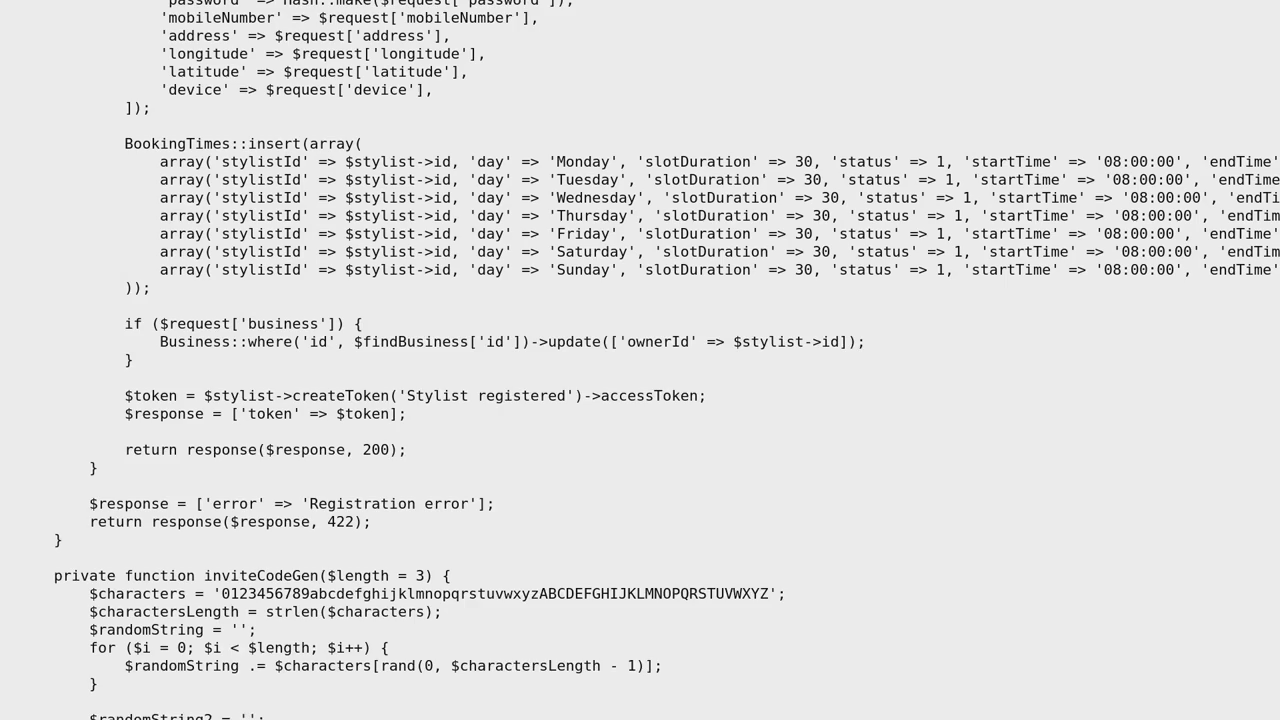 'password' => Hash::make($request['password']),
'mobileNumber' => $request['mobileNumber'],
'address' => $request['address'],
'longitude' => $request['longitude'],
'latitude' => $request['latitude'],
'device' => $request['device'],
]);
BookingTimes::insert(array(
array('stylistId' => $stylist->id, 'day' => 'Monday', 'slotDuration' => 30, 'status' => 1, 'startTime' => '08:00:00', 'endTime'
array('stylistId' => $stylist->id, 'day' => 'Tuesday', 'slotDuration' => 30, 'status' => 1, 'startTime' => '08:00:00', 'endTime
array('stylistId' => $stylist->id, 'day' => 'Wednesday', 'slotDuration' => 30, 'status' => 1, 'startTime' => '08:00:00', 'endTi
array('stylistId' => $stylist->id, 'day' => 'Thursday', 'slotDuration' => 30, 'status' => 1, 'startTime' => '08:00:00', 'endTim
array('stylistId' => $stylist->id, 'day' => 'Friday', 'slotDuration' => 30, 'status' => 1, 'startTime' => '08:00:00', 'endTime'
array('stylistId' => $stylist->id, 'day' => 'Saturday', 'slotDuration' => 30, 'status' => 1, 'startTime' => '08:00:00', 'endTim
array('stylistId' => $stylist->id, 'day' => 'Sunday', 'slotDuration' => 30, 'status' => 1, 'startTime' => '08:00:00', 'endTime'
));
if ($request['business']) {
Business::where('id', $findBusiness['id'])->update(['ownerId' => $stylist->id]);
}
$token = $stylist->createToken('Stylist registered')->accessToken;
$response = ['token' => $token];
return response($response, 200);
}
$response = ['error' => 'Registration error'];
return response($response, 422);
}
private function inviteCodeGen($length = 3) {
$characters = '0123456789abcdefghijklmnopqrstuvwxyzABCDEFGHIJKLMNOPQRSTUVWXYZ';
$charactersLength = strlen($characters);
$randomString = '';
for ($i = 0; $i < $length; $i++) {
$randomString .= $characters[rand(0, $charactersLength - 1)];
}
$randomString2 = '';